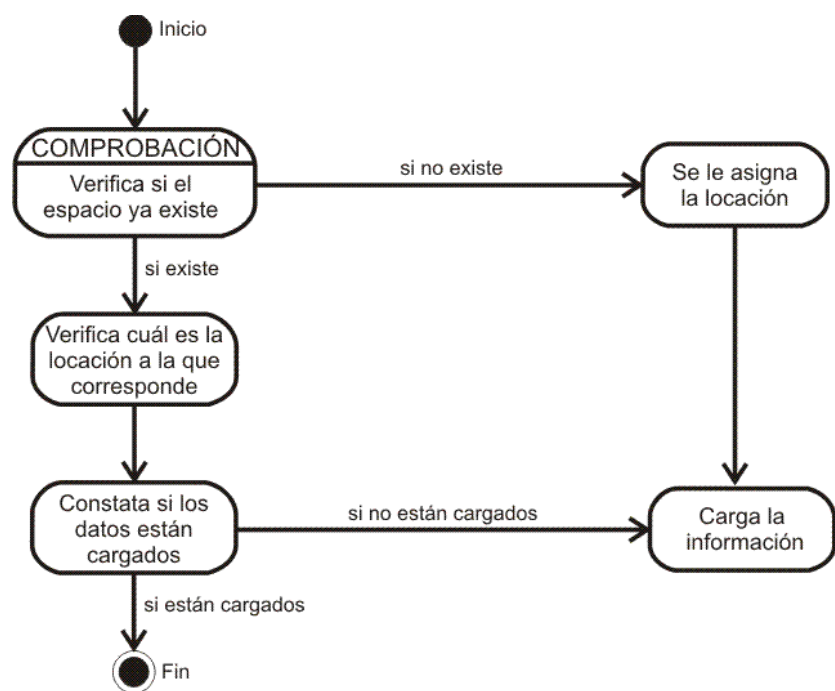 Inicio
COMPROBACIÓN
Verifica si el
espacio ya existe
si no existe
Se le asigna
la locación
si existe
Verifica cuál es la
locación a la que
corresponde
Constata si los
datos están
cargados
si no están cargados
Carga la
información
si están cargados
Fin